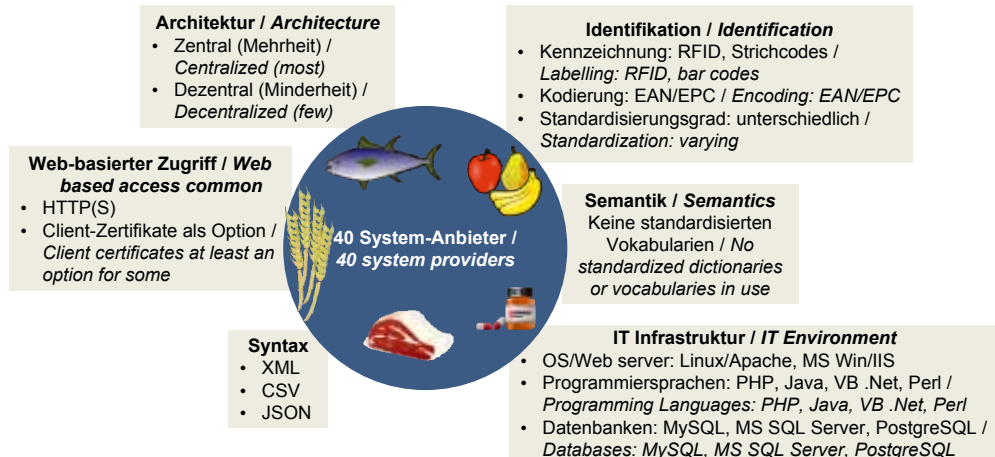 Architektur / Architecture
• Zentral (Mehrheit) /
Centralized (most)
• Dezentral (Minderheit) /
Decentralized (few)
Identifikation / Identification
• Kennzeichnung: RFID, Strichcodes /
Labelling: RFID, bar codes
• Kodierung: EAN/EPC / Encoding: EAN/EPC
• Standardisierungsgrad: unterschiedlich /
Standardization: varying
Web-basierter Zugriff / Web
based access common
• HTTP(S)
• Client-Zertifikate als Option /
Client certificates at least an
option for some
40 System-Anbieter /
40 system providers
Semantik / Semantics
Keine standardisierten
Vokabularien / No
standardized dictionaries
or vocabularies in use
Syntax
• XML
• CSV
• JSON
IT Infrastruktur / IT Environment
• OS/Web server: Linux/Apache, MS Win/IIS
• Programmiersprachen: PHP, Java, VB .Net, Perl /
Programming Languages: PHP, Java, VB .Net, Perl
• Datenbanken: MySQL, MS SQL Server, PostgreSQL /
Databases: MySQL, MS SQL Server, PostgreSQL